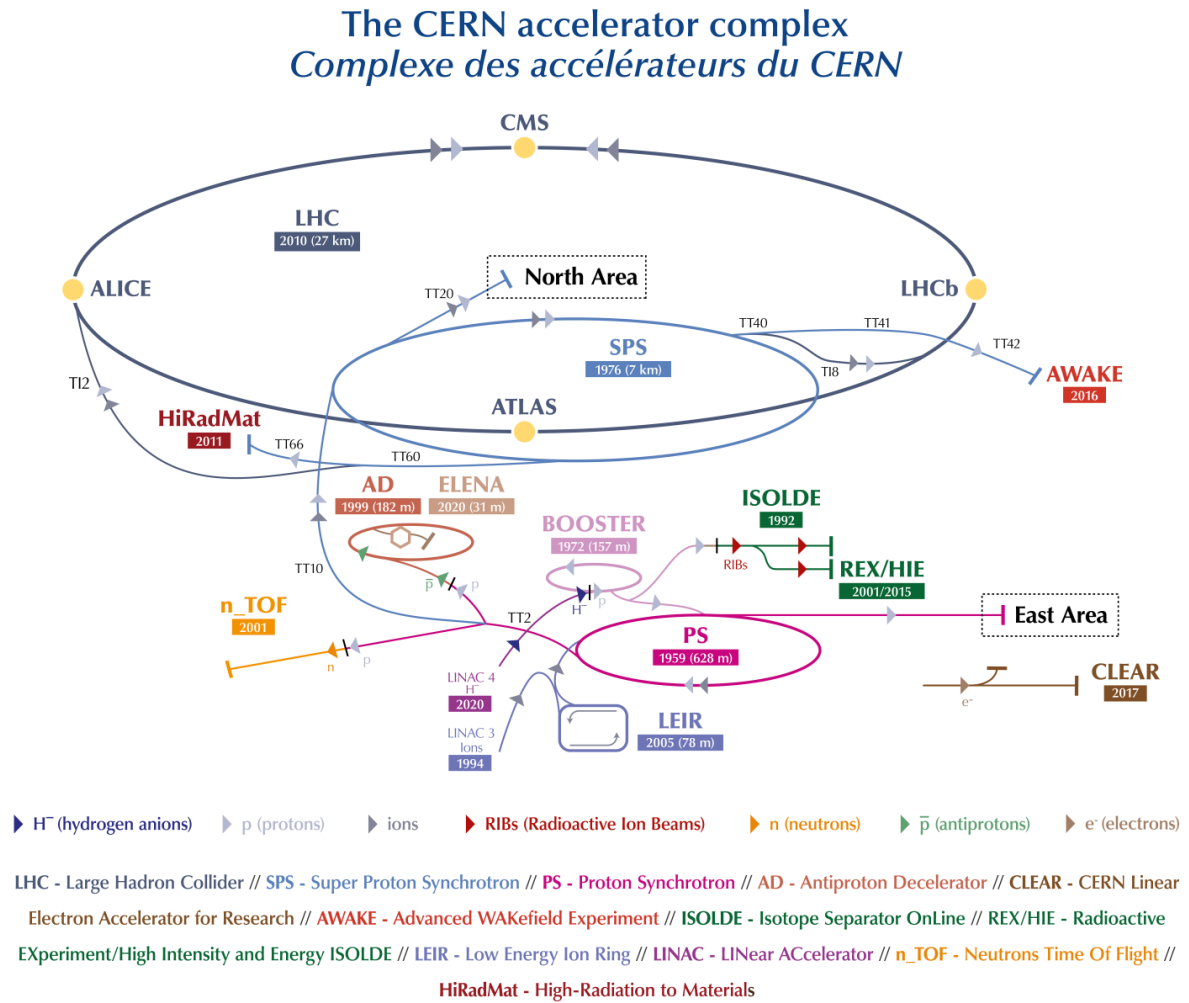 The CERN accelerator complex
Complexe des accélérateurs du CERN
CMS
LHC
2010 (27 km)
ALICE
TT20
North Area
LHCb
TT40
TT41
TT42
SPS
1976 (7 km)
TI8
AWAKE
2016
TI2
HiRadMat
2011
ATLAS
TT66
TT60
AD
1999 (182 m)
ELENA
2020 (31 m)
ISOLDE
1992
BOOSTER
1972 (157 m)
RIBs
REX/HIE
2001/2015
TT10
p̅
p
H⁻
p
n_TOF
2001
TT2
East Area
PS
1959 (628 m)
n
p
LINAC 4
H⁻
2020
CLEAR
2017
e⁻
LINAC 3
Ions
1994
LEIR
2005 (78 m)
H⁻ (hydrogen anions)
p (protons)
ions
RIBs (Radioactive Ion Beams)
n (neutrons)
p̅ (antiprotons)
e⁻ (electrons)
LHC - Large Hadron Collider // SPS - Super Proton Synchrotron // PS - Proton Synchrotron // AD - Antiproton Decelerator // CLEAR - CERN Linear
Electron Accelerator for Research // AWAKE - Advanced WAKefield Experiment // ISOLDE - Isotope Separator OnLine // REX/HIE - Radioactive
EXperiment/High Intensity and Energy ISOLDE // LEIR - Low Energy Ion Ring // LINAC - LINear ACcelerator // n_TOF - Neutrons Time Of Flight //
HiRadMat - High-Radiation to Materials